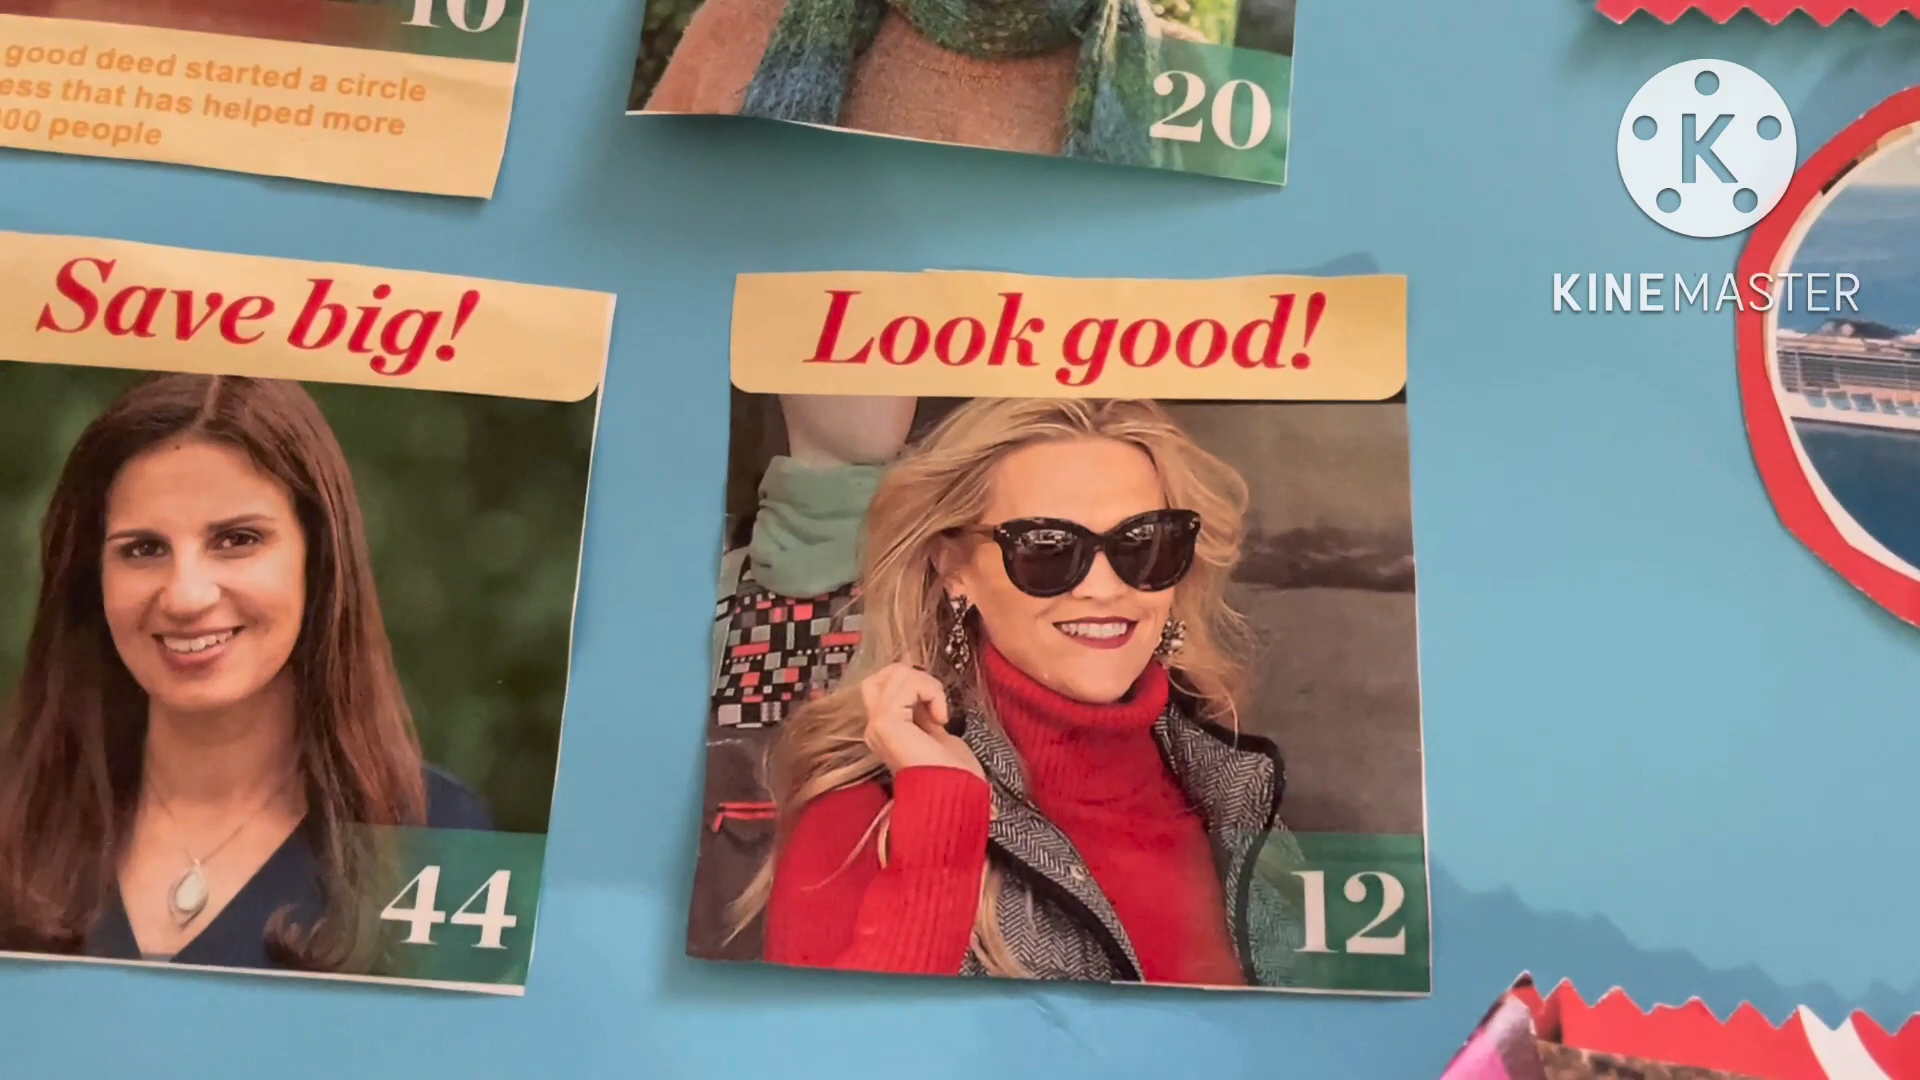 10
good deed started a circle
ess that has helped more
00 people
20
KINEMASTER
Save big!
Look good!
44
12